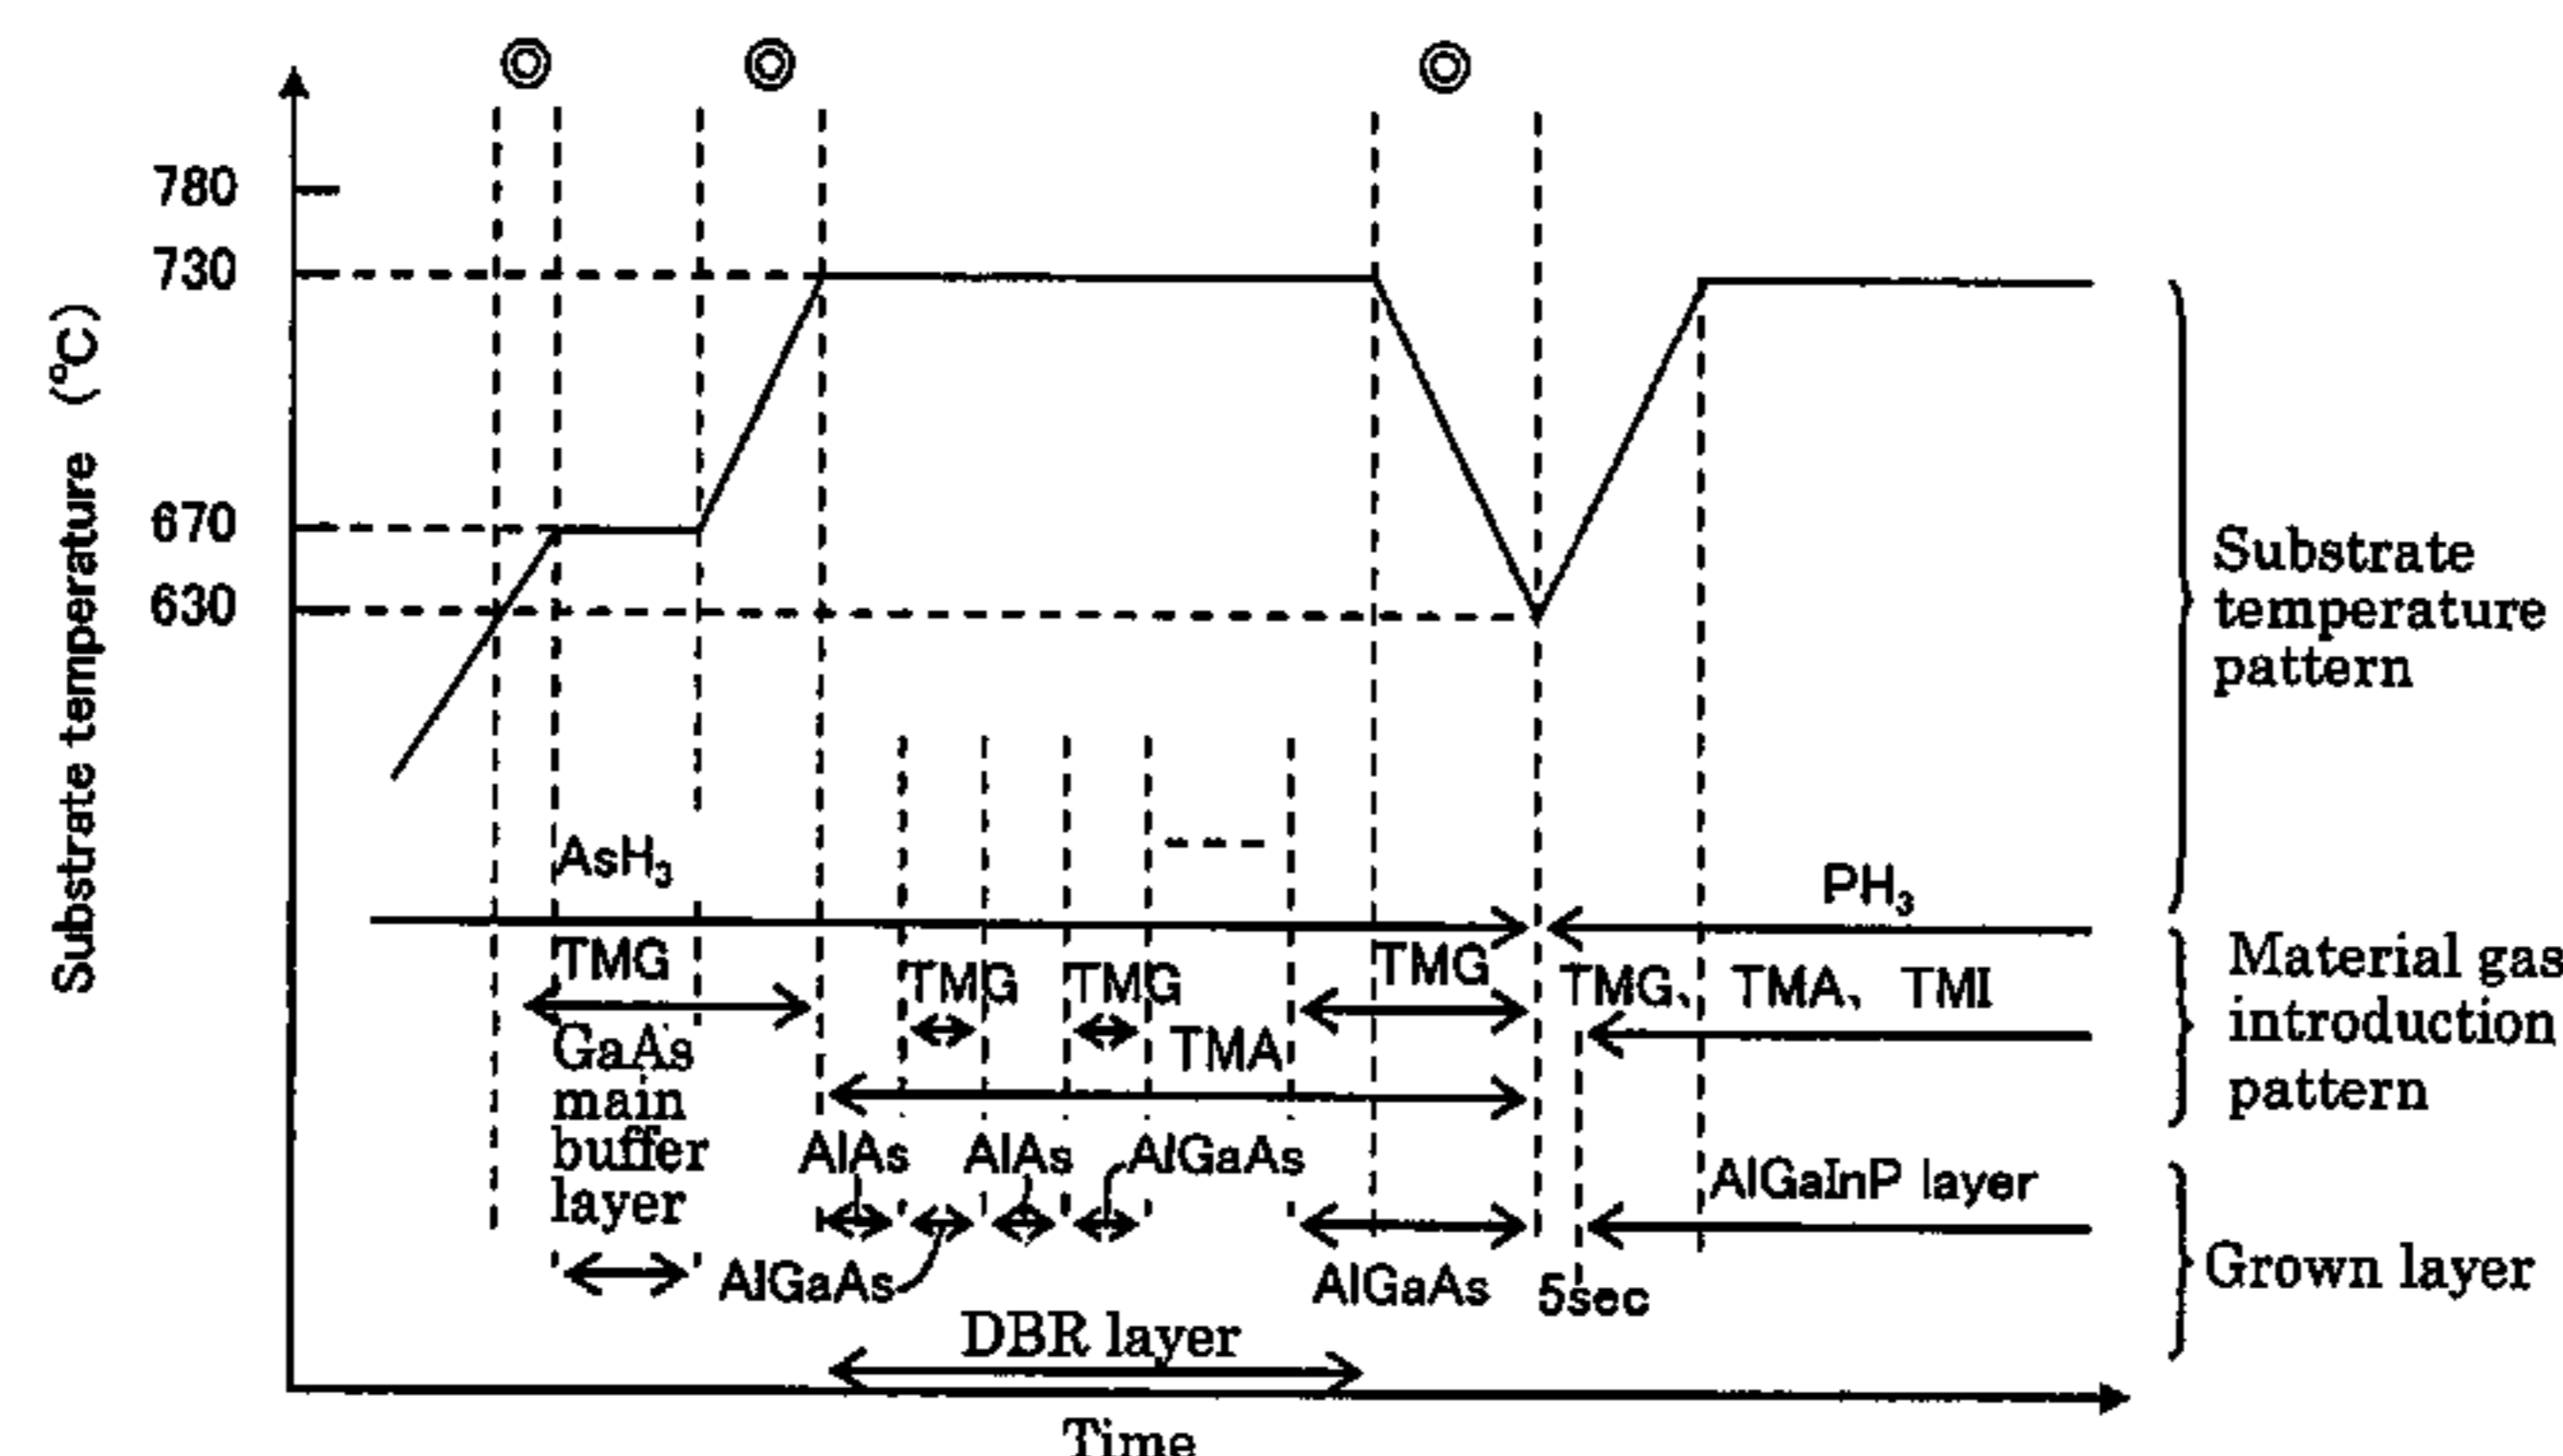 ◎ ◎ ◎
780
730
670
630
Substrate temperature (°C)
Substrate
temperature
pattern
AsH₃
PH₃
TMG
TMG
TMG
TMG
TMG、TMA、TMI
TMA
Material gas
introduction
pattern
GaAs
main
buffer
layer
AlAs
AlAs
AlGaAs
AlGaInP layer
AlGaAs
AlGaAs
5sec
Grown layer
DBR layer
Time